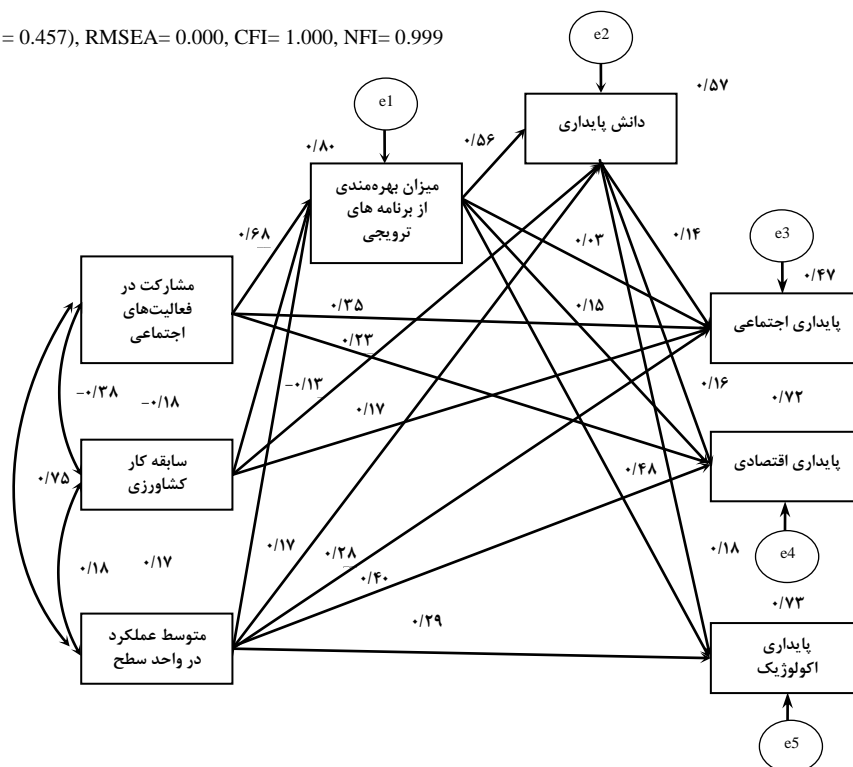 = 0.457), RMSEA= 0.000, CFI= 1.000, NFI= 0.999
e2
۰/۵۷
دانش پایداری
e1
۰/۸۰
۰/۵۶
میزان بهره‌مندی
از برنامه های
ترویجی
۰/۶۸
۰/۰۳
۰/۱۴
e3
۰/۴۷
مشارکت در
فعالیت‌های
اجتماعی
۰/۳۵
۰/۱۵
پایداری اجتماعی
۰/۲۳
−۰/۳۸
−۰/۱۸
−۰/۱۳
۰/۱۷
۰/۱۶
۰/۷۲
سابقه کار
کشاورزی
پایداری اقتصادی
۰/۷۵
۰/۴۸
۰/۱۸
۰/۱۷
۰/۱۷
۰/۲۸
۰/۴۰
۰/۱۸
e4
۰/۷۳
متوسط عملکرد
در واحد سطح
۰/۲۹
پایداری
اکولوژیک
e5